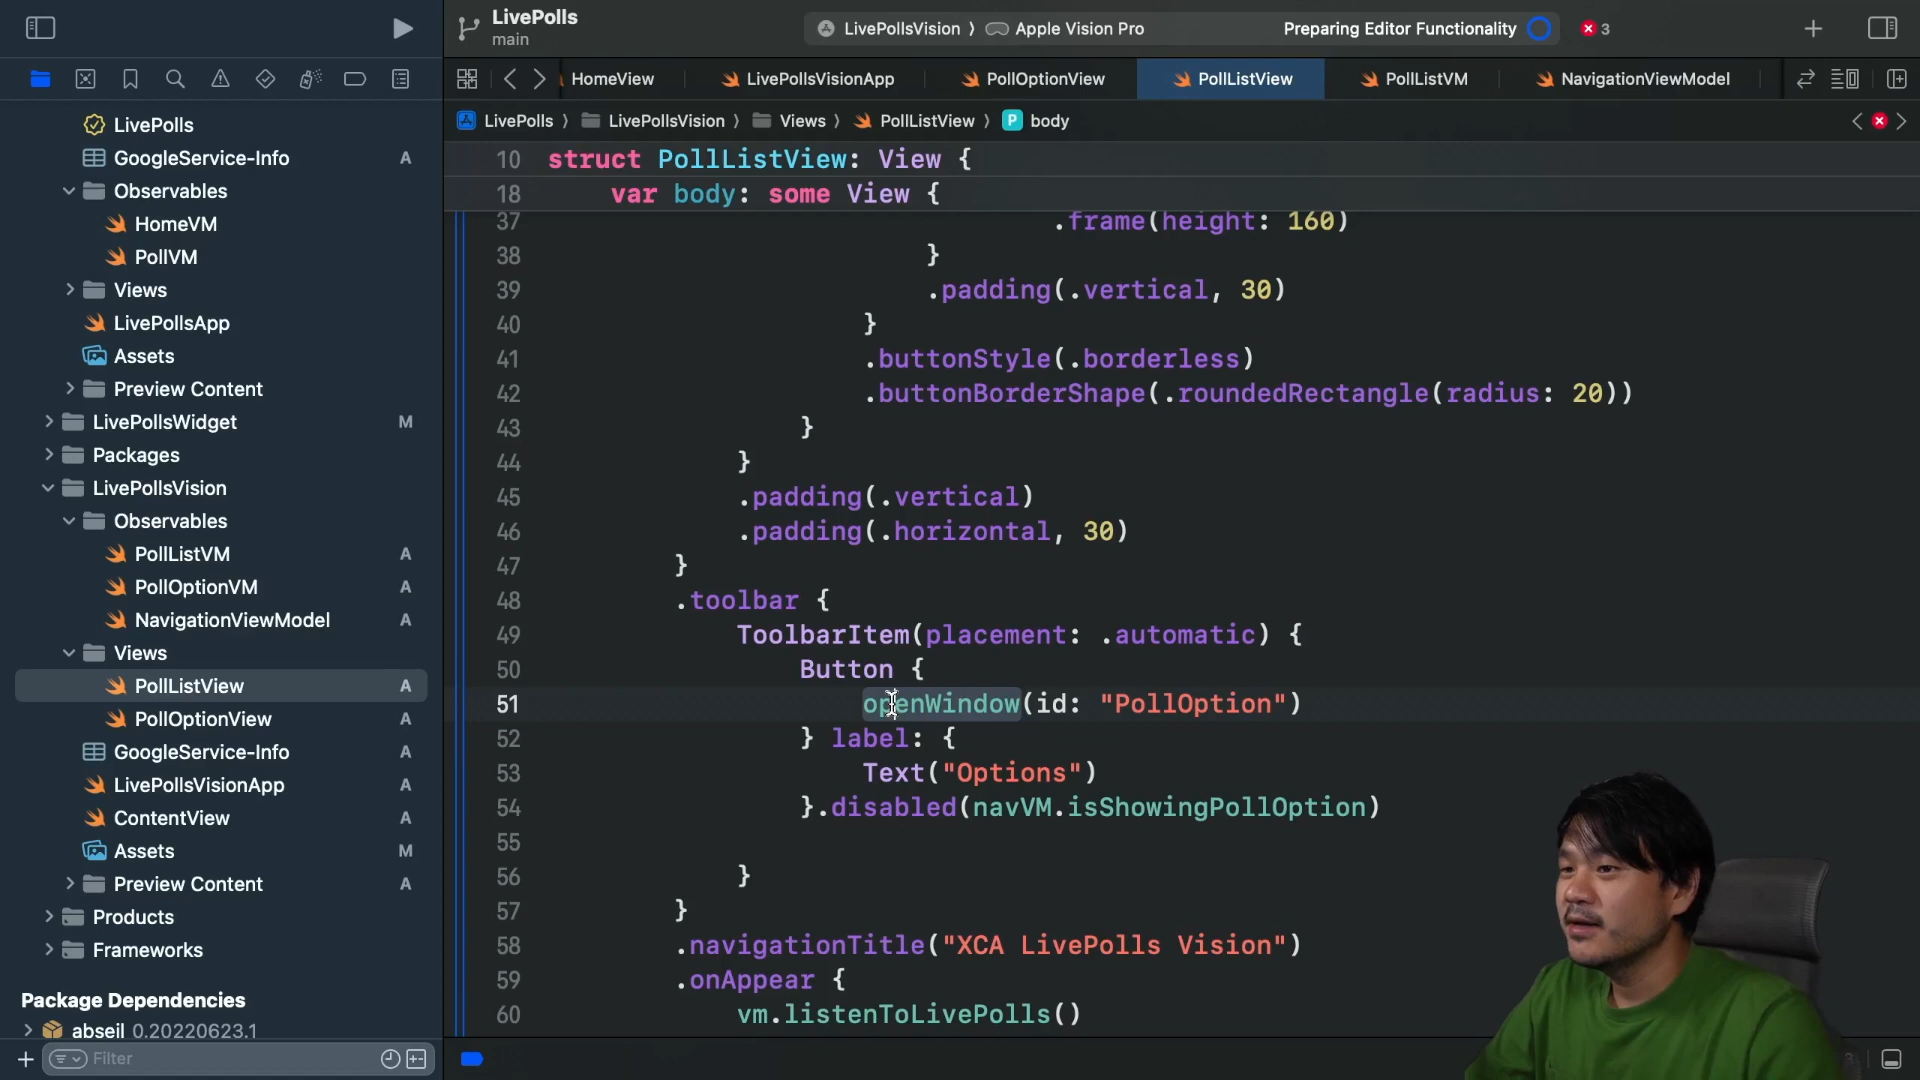 LivePolls
main
LivePollsVision 〉 Apple Vision Pro
Preparing Editor Functionality
3
HomeView
LivePollsVisionApp
PollOptionView
PollListView
PollListVM
NavigationViewModel
LivePolls 〉 LivePollsVision 〉 Views 〉 PollListView 〉 P body
LivePolls
GoogleService-Info A
Observables
HomeVM
PollVM
Views
LivePollsApp
Assets
Preview Content
LivePollsWidget M
Packages
LivePollsVision
Observables
PollListVM A
PollOptionVM A
NavigationViewModel A
Views
PollListView A
PollOptionView A
GoogleService-Info A
LivePollsVisionApp A
ContentView A
Assets M
Preview Content A
Products
Frameworks
Package Dependencies
abseil 0.20220623.1
Filter
10 struct PollListView: View {
18 var body: some View {
37 .frame(height: 160)
38 }
39 .padding(.vertical, 30)
40 }
41 .buttonStyle(.borderless)
42 .buttonBorderShape(.roundedRectangle(radius: 20))
43 }
44 }
45 .padding(.vertical)
46 .padding(.horizontal, 30)
47 }
48 .toolbar {
49 ToolbarItem(placement: .automatic) {
50 Button {
51 openWindow(id: "PollOption")
52 } label: {
53 Text("Options")
54 }.disabled(navVM.isShowingPollOption)
55
56 }
57 }
58 .navigationTitle("XCA LivePolls Vision")
59 .onAppear {
60 vm.listenToLivePolls()